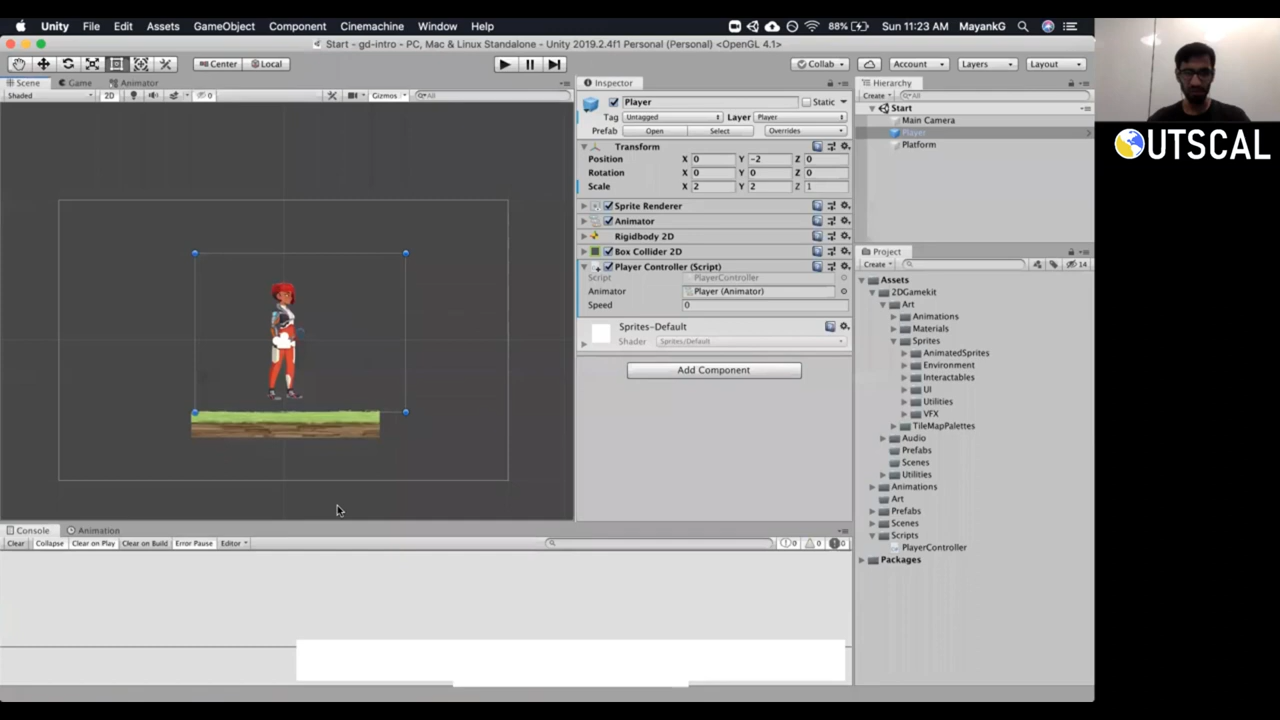 Unity File Edit Assets GameObject Component Cinemachine Window Help 88% Sun 11:23 AM MayankG
Start - gd-intro - PC, Mac & Linux Standalone - Unity 2019.2.4f1 Personal (Personal) <OpenGL 4.1>
Center Local Collab Account Layers Layout
Scene Game Animator
Shaded 2D 0 Gizmos All
Inspector
Player Static
Tag Untagged Layer Player
Prefab Open Select Overrides
Transform
Position X 0 Y -2 Z 0
Rotation X 0 Y 0 Z 0
Scale X 2 Y 2 Z 1
Sprite Renderer
Animator
Rigidbody 2D
Box Collider 2D
Player Controller (Script)
Script PlayerController
Animator Player (Animator)
Speed 0
Sprites-Default
Shader Sprites/Default
Add Component
Hierarchy
Create All
Start
Main Camera
Player
Platform
Project
Create 14
Assets
2DGamekit
Art
Animations
Materials
Sprites
AnimatedSprites
Environment
Interactables
UI
Utilities
VFX
TileMapPalettes
Audio
Prefabs
Scenes
Utilities
Animations
Art
Prefabs
Scenes
Scripts
PlayerController
Packages
Console Animation
Clear Collapse Clear on Play Clear on Build Error Pause Editor 0 0 0
OUTSCAL